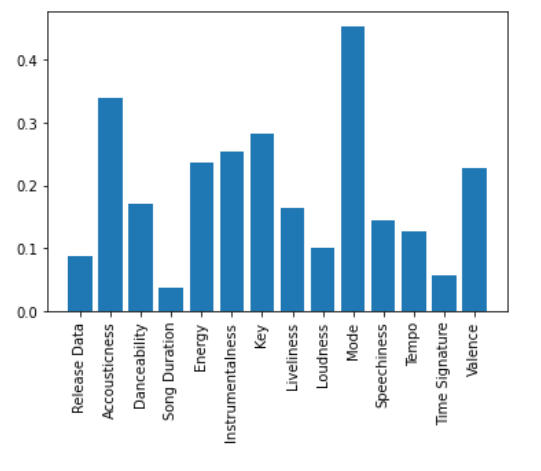 0.4
0.3
0.2
0.1
0.0
Release Data
Accousticness
Danceability
Song Duration
Energy
Instrumentalness
Key
Liveliness
Loudness
Mode
Speechiness
Tempo
Time Signature
Valence